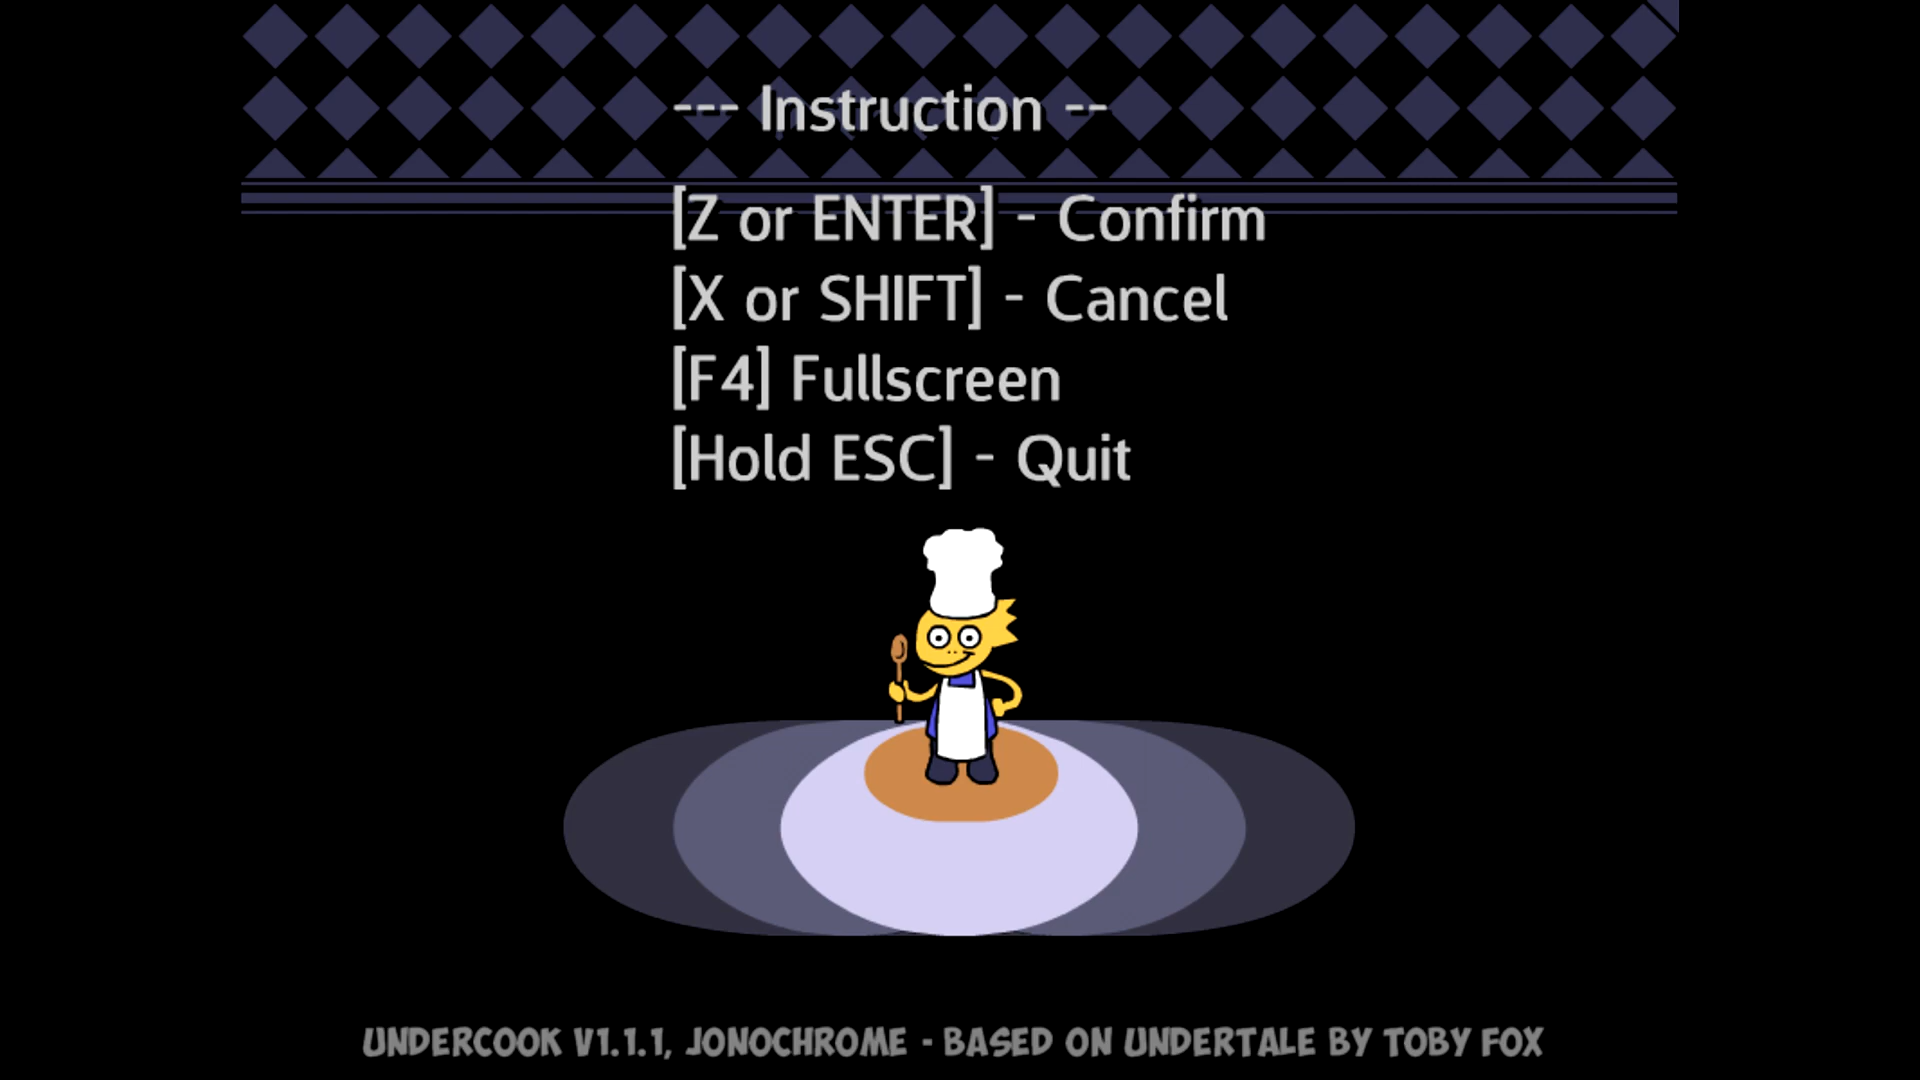 --- Instruction --
[Z or ENTER] - Confirm
[X or SHIFT] - Cancel
[F4] Fullscreen
[Hold ESC] - Quit
UNDERCOOK V1.1.1, JONOCHROME - BASED ON UNDERTALE BY TOBY FOX